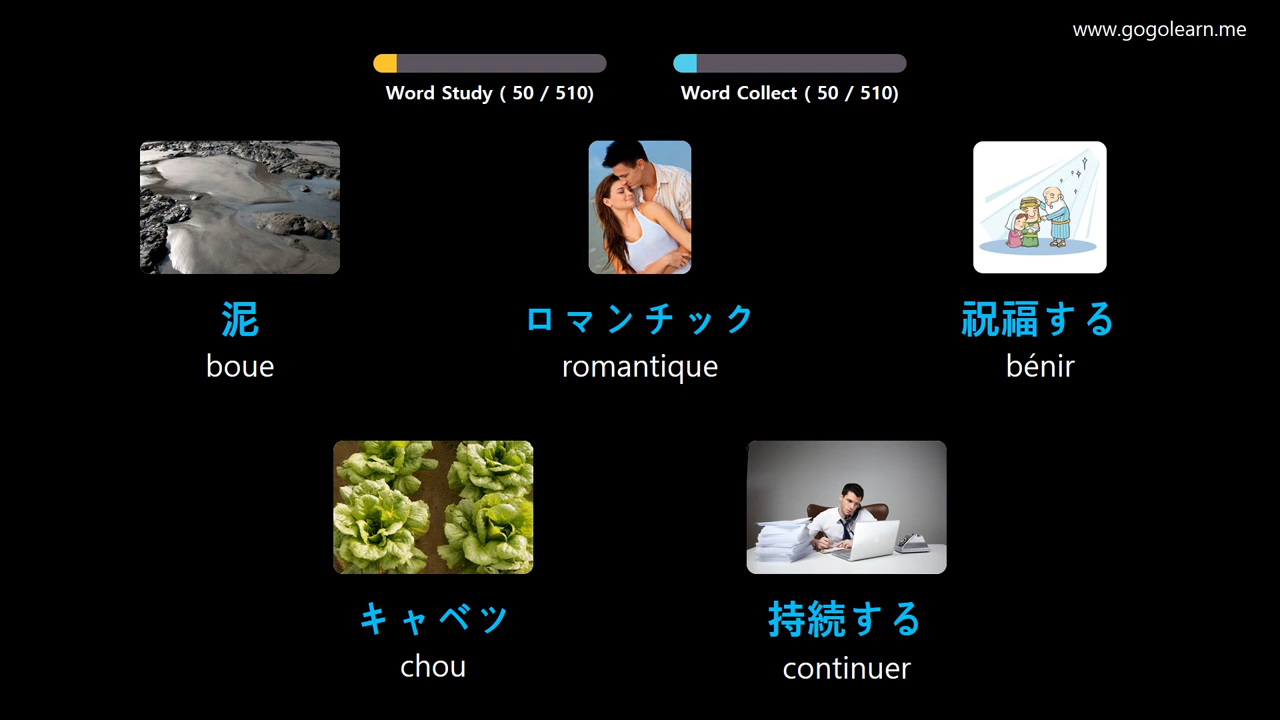 www.gogolearn.me
Word Study ( 50 / 510)
Word Collect ( 50 / 510)
泥
boue
ロマンチック
romantique
祝福する
bénir
キャベツ
chou
持続する
continuer